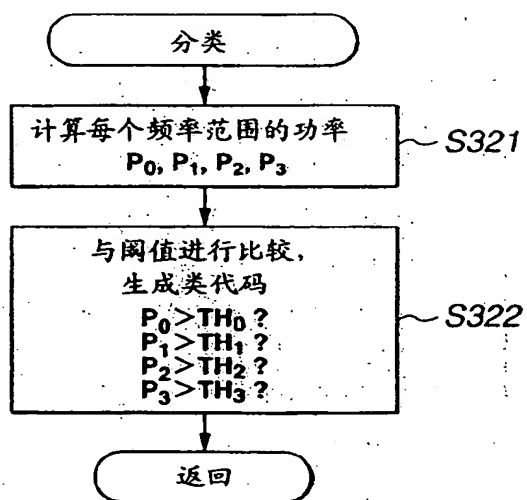 分类
计算每个频率范围的功率
P₀, P₁, P₂, P₃
S321
与阈值进行比较，
生成类代码
P₀＞TH₀？
P₁＞TH₁？
P₂＞TH₂？
P₃＞TH₃？
S322
返回